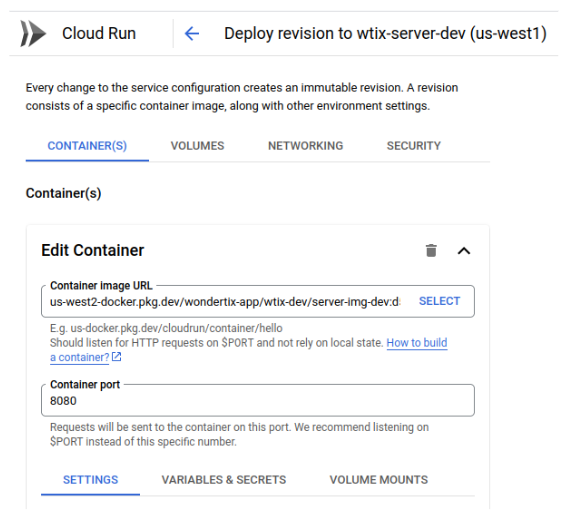 Cloud Run
Deploy revision to wtix-server-dev (us-west1)
Every change to the service configuration creates an immutable revision. A revision
consists of a specific container image, along with other environment settings.
CONTAINER(S) VOLUMES NETWORKING SECURITY
Container(s)
Edit Container
Container image URL
us-west2-docker.pkg.dev/wondertix-app/wtix-dev/server-img-dev:d
SELECT
E.g. us-docker.pkg.dev/cloudrun/container/hello
Should listen for HTTP requests on $PORT and not rely on local state. How to build
a container?
Container port
8080
Requests will be sent to the container on this port. We recommend listening on
$PORT instead of this specific number.
SETTINGS VARIABLES & SECRETS VOLUME MOUNTS